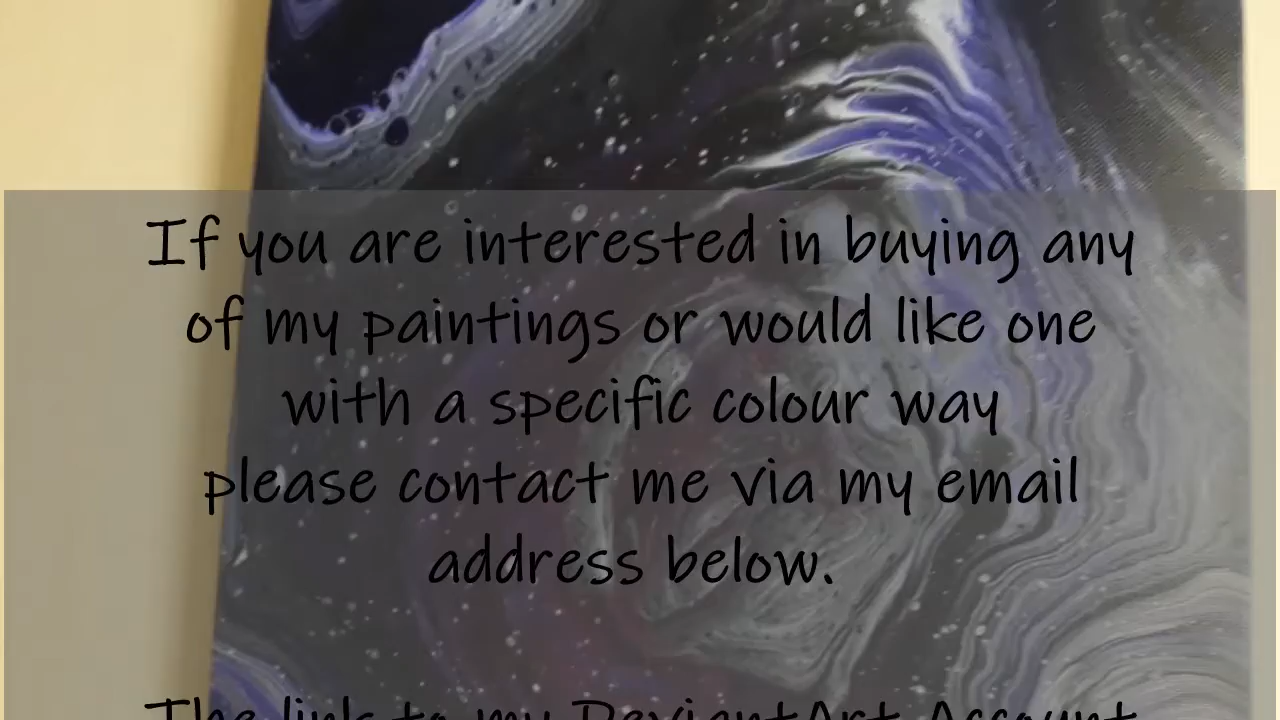 If you are interested in buying any
of my paintings or would like one
with a specific colour way
please contact me via my email
address below.
The link to my DeviantArt Account